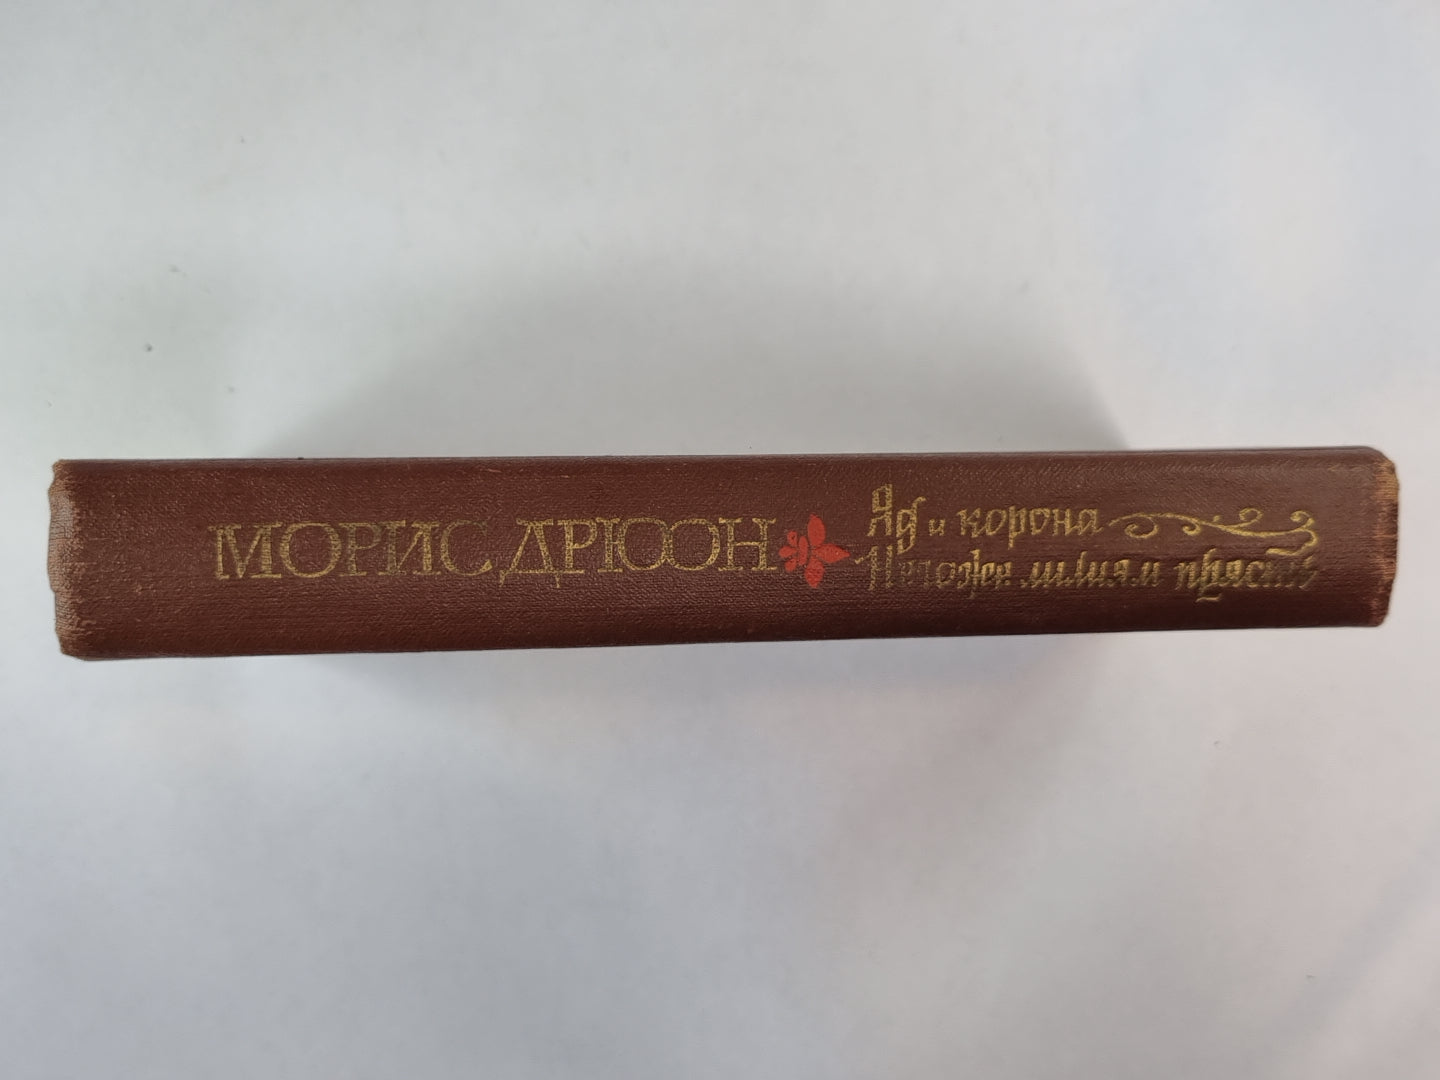 МОРИС ДРЮОН
Яд и корона
Негоже лилиям прясть